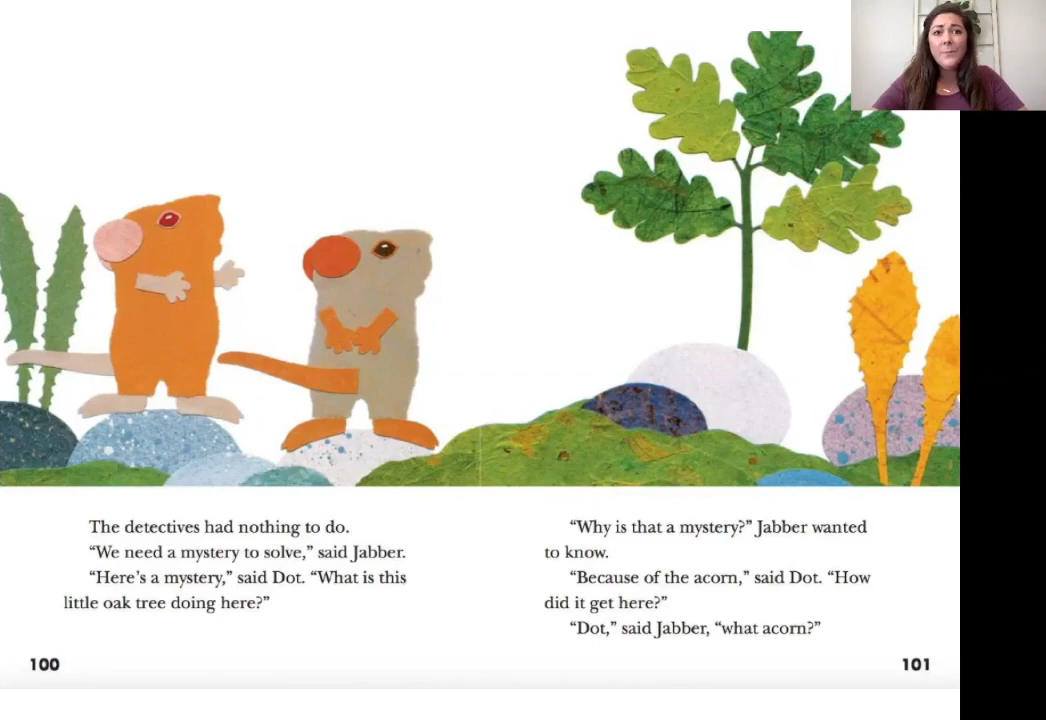 The detectives had nothing to do.
“We need a mystery to solve,” said Jabber.
“Here’s a mystery,” said Dot. “What is this
little oak tree doing here?”
100
“Why is that a mystery?” Jabber wanted
to know.
“Because of the acorn,” said Dot. “How
did it get here?”
“Dot,” said Jabber, “what acorn?”
101